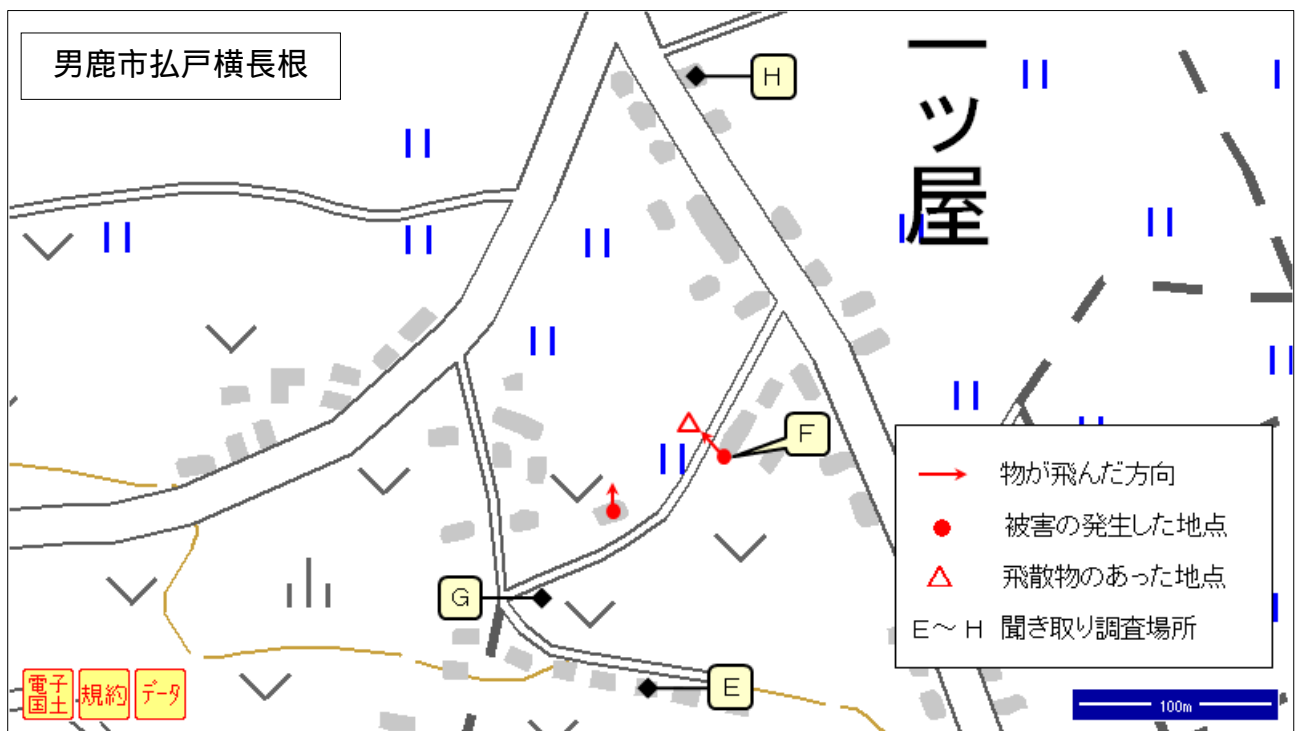 男鹿市払戸横長根
H
一ツ屋
F
G
E
物が飛んだ方向
被害の発生した地点
飛散物のあった地点
E～H 聞き取り調査場所
電子
国土
規約
データ
100m